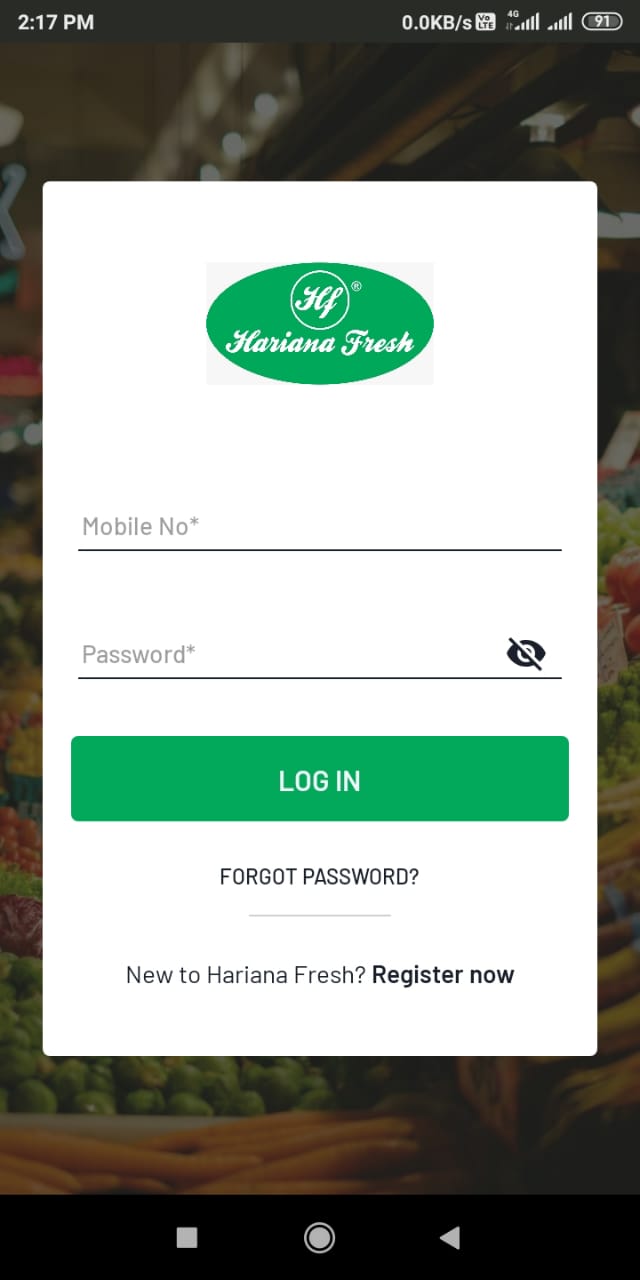 2:17 PM
0.0KB/s Vo LTE 4G 91
Hf ®
Hariana Fresh
Mobile No*
Password*
LOG IN
FORGOT PASSWORD?
New to Hariana Fresh? Register now